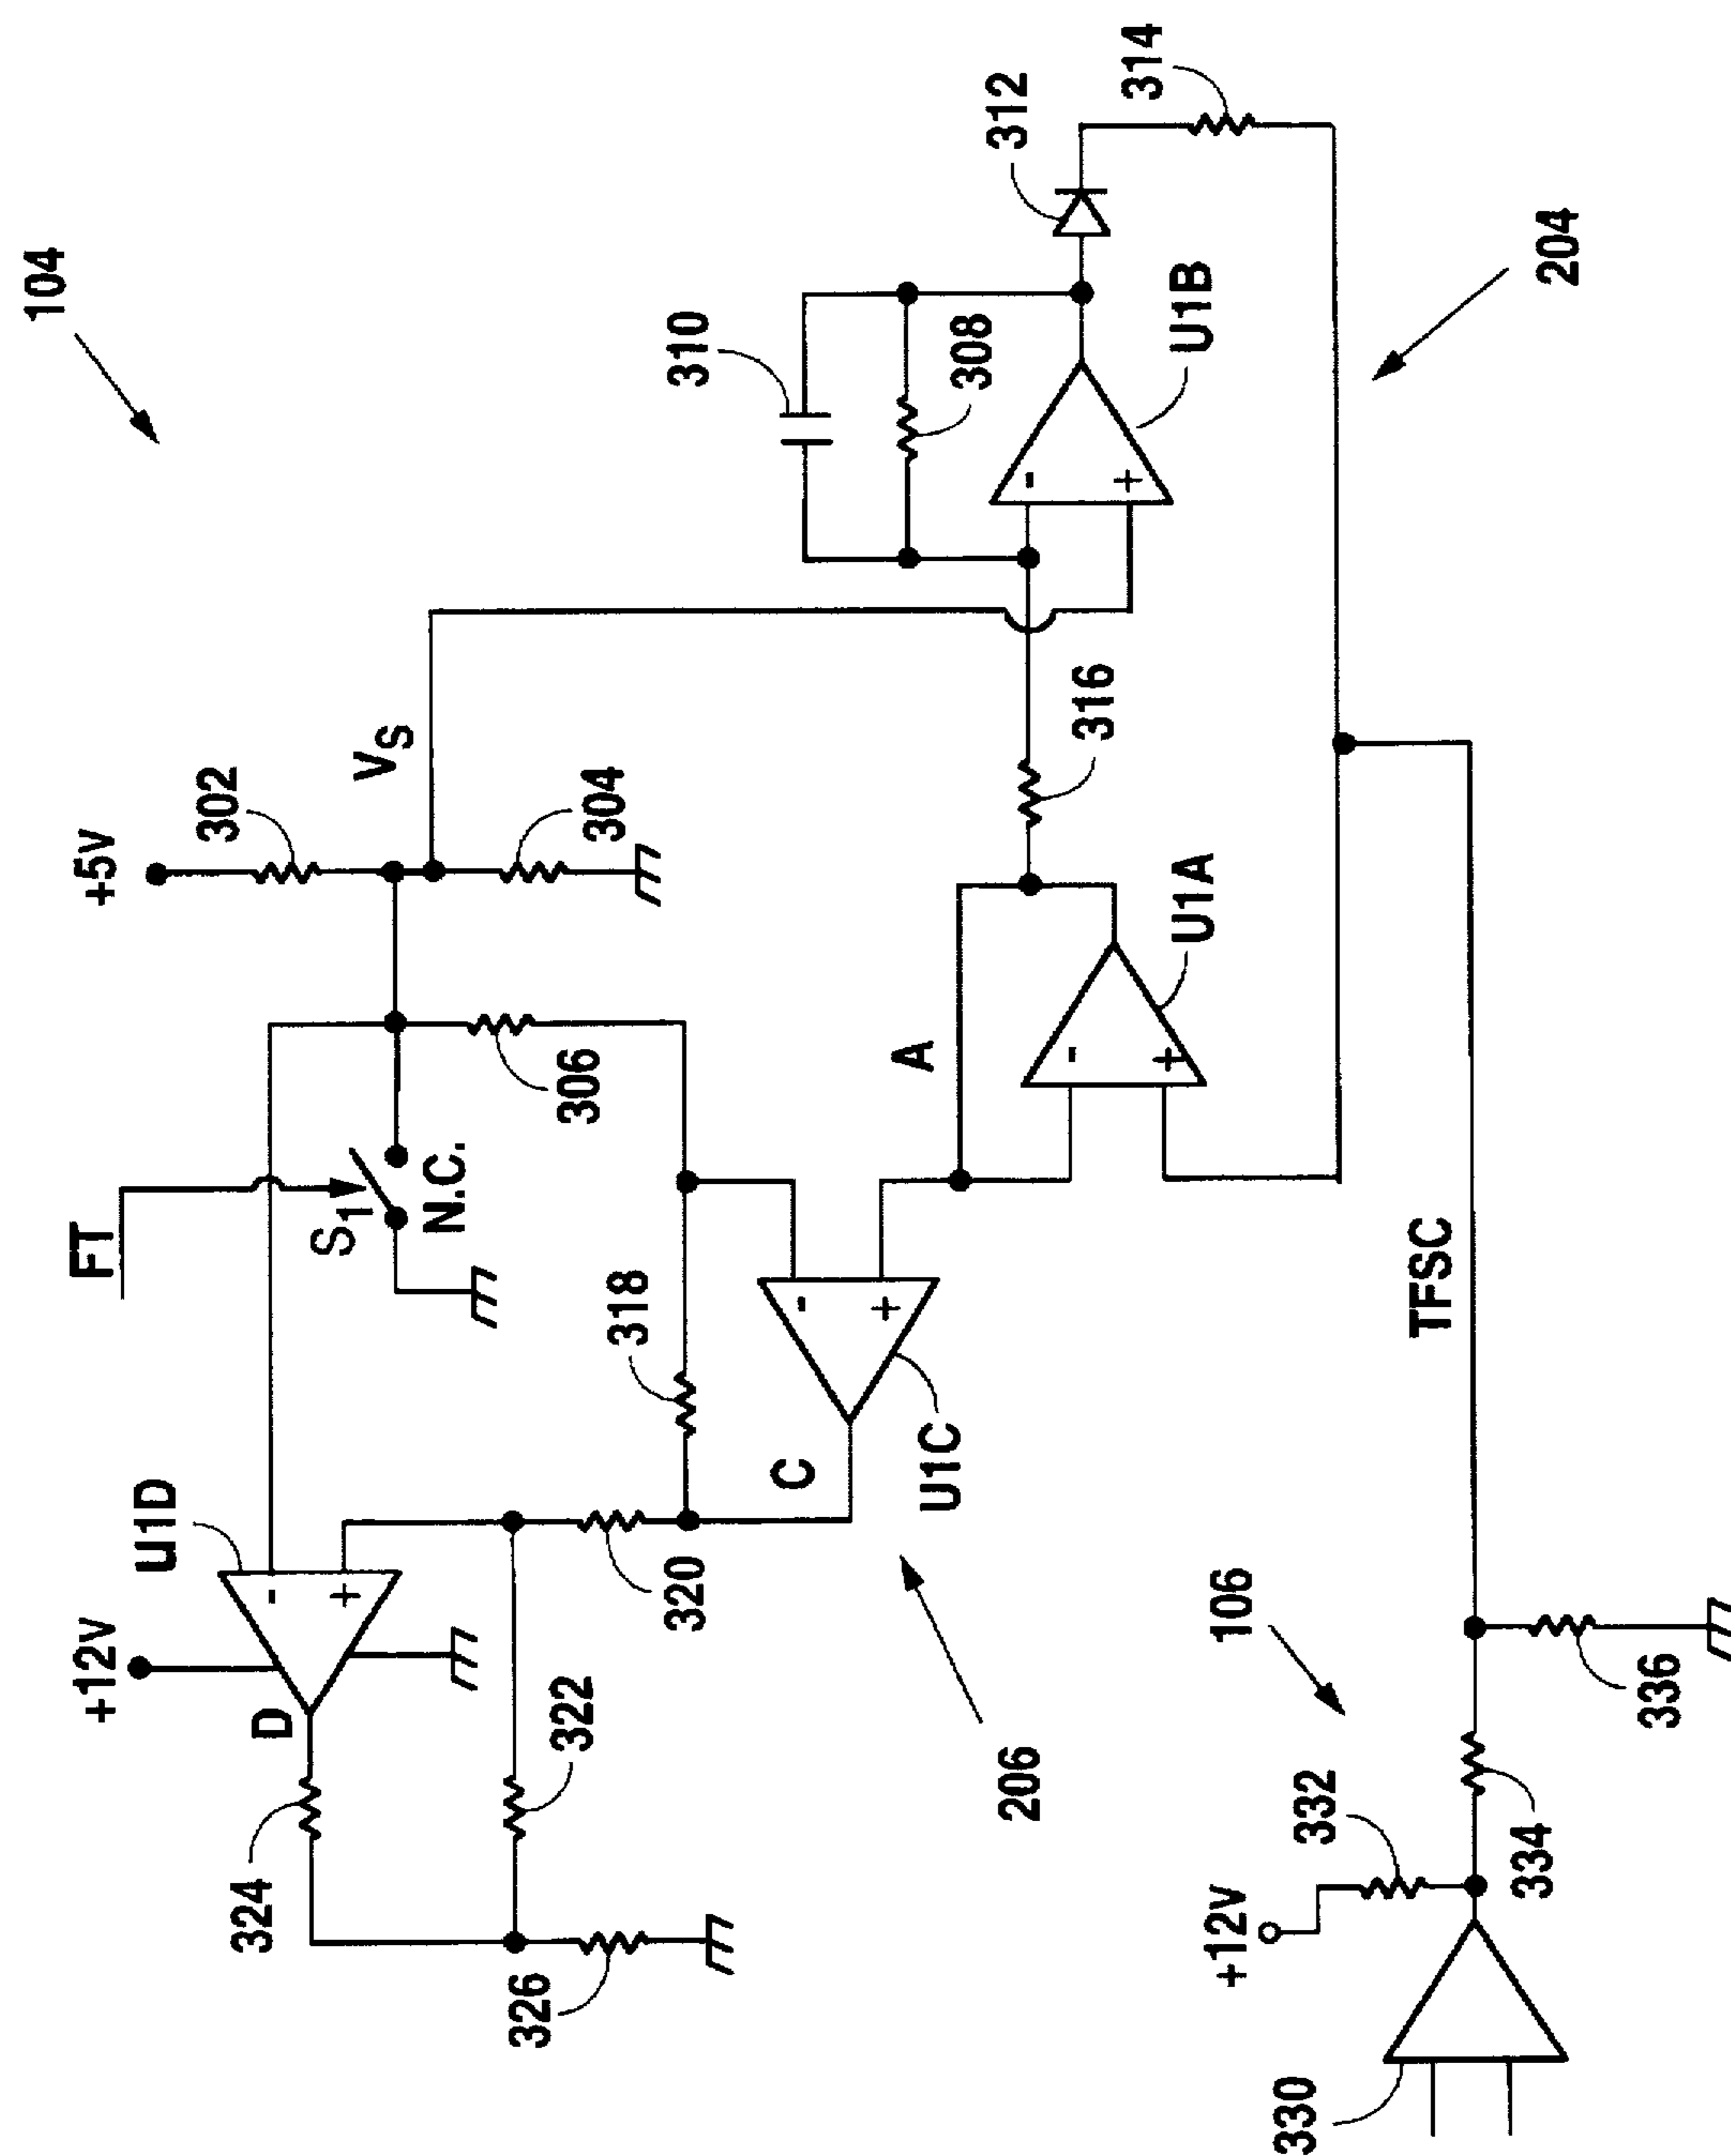 104
+5V
302
V_S
304
310
308
312
314
FT
S1
N.C.
306
316
U1B
204
+12V
U1D
-
+
D
318
A
-
+
U1A
-
+
324
322
320
C
-
+
U1C
326
206
TFSC
106
+12V
332
334
336
330